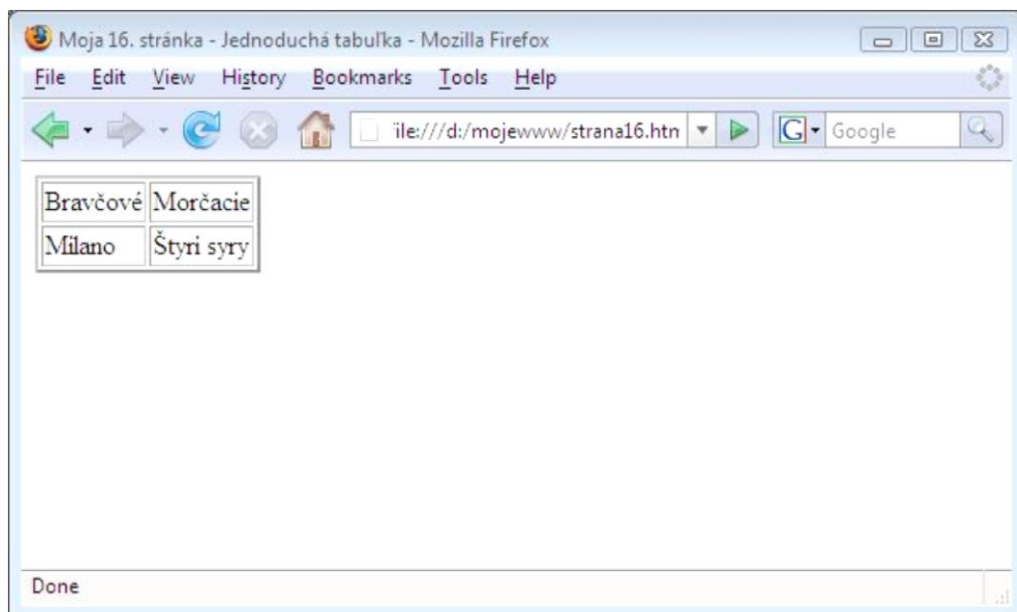 Moja 16. stránka - Jednoduchá tabuľka - Mozilla Firefox
File Edit View History Bookmarks Tools Help
ile:///d:/mojewww/strana16.htm G Google
Bravčové Morčacie
Milano Štyri syry
Done